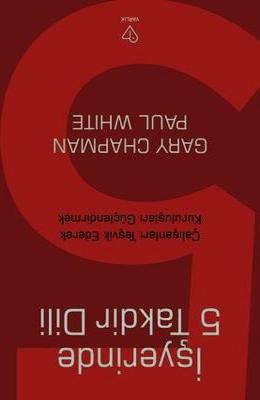 İşyerinde
5 Takdir Dili
Çalışanları Teşvik Ederek
Kuruluşları Güçlendirmek
GARY CHAPMAN
PAUL WHITE
VARLIK